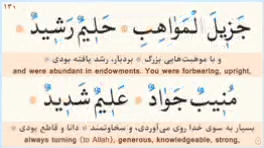 ۱۳۰
جَزِيلَ الْمَوَاهِبِ حَلِيمٌ رَشِيدٌ
و با موهبت‌هایی بزرگ بردبار، رشد یافته بودی
and were abundant in endowments. You were forbearing, upright,
مُنِيبٌ جَوَادٌ عَلِيمٌ شَدِيدٌ
بسیار به سوی خدا روی می‌آوردی، و سخاوتمند دانا و قاطع بودی
always turning (to Allah), generous, knowledgeable, strong,